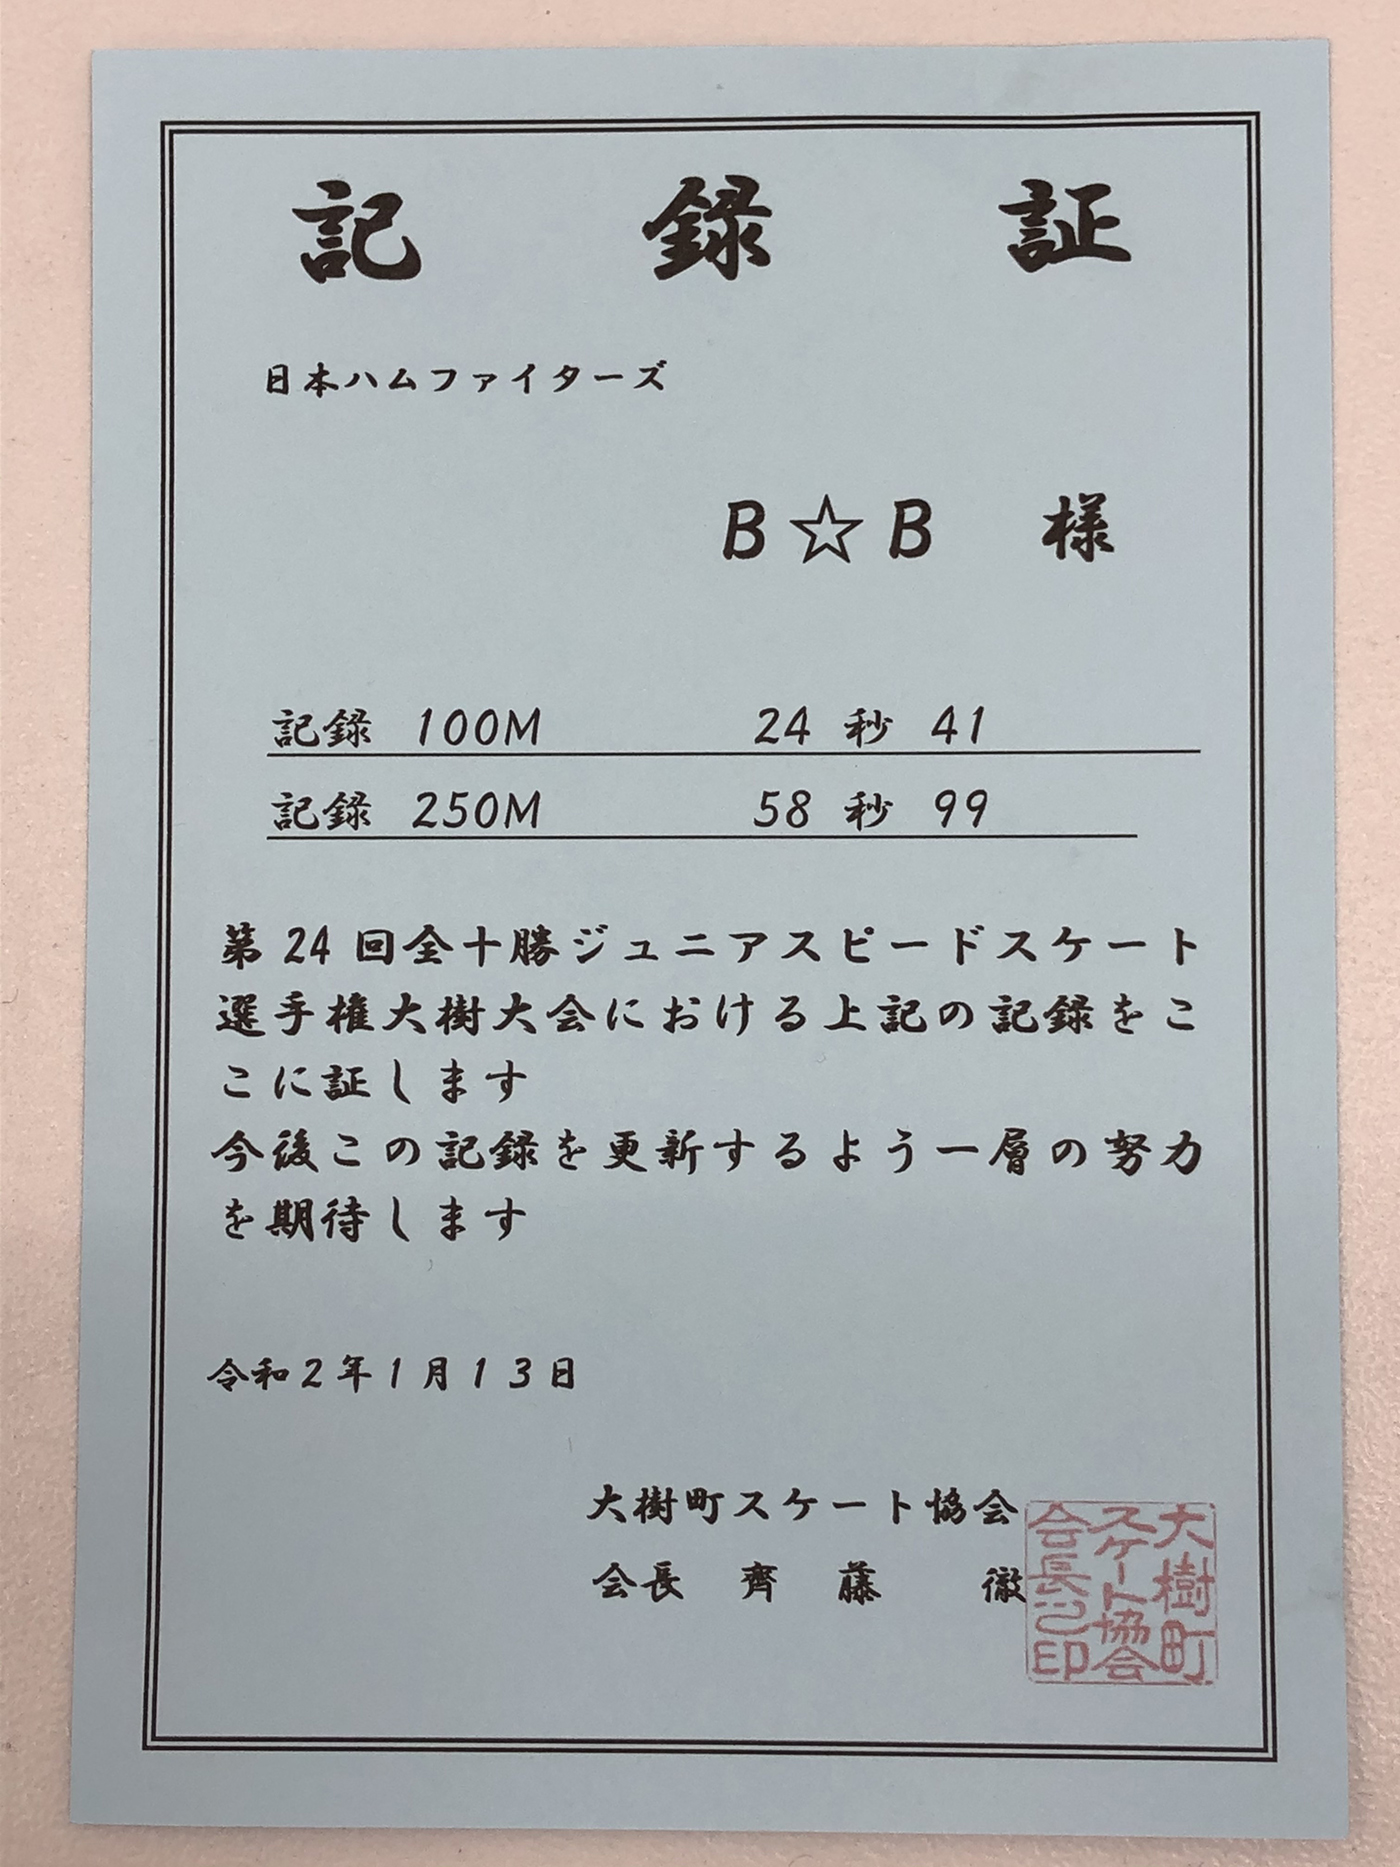 記録証
日本ハムファイターズ
B☆B 様
記録 100M 24 秒 41
記録 250M 58 秒 99
第 24 回全十勝ジュニアスピードスケート
選手権大樹大会における上記の記録をこ
こに証します
今後この記録を更新するよう一層の努力
を期待します
令和2年1月13日
大樹町スケート協会
会長 齊藤 徹
大樹町
スケート協会
会長之印